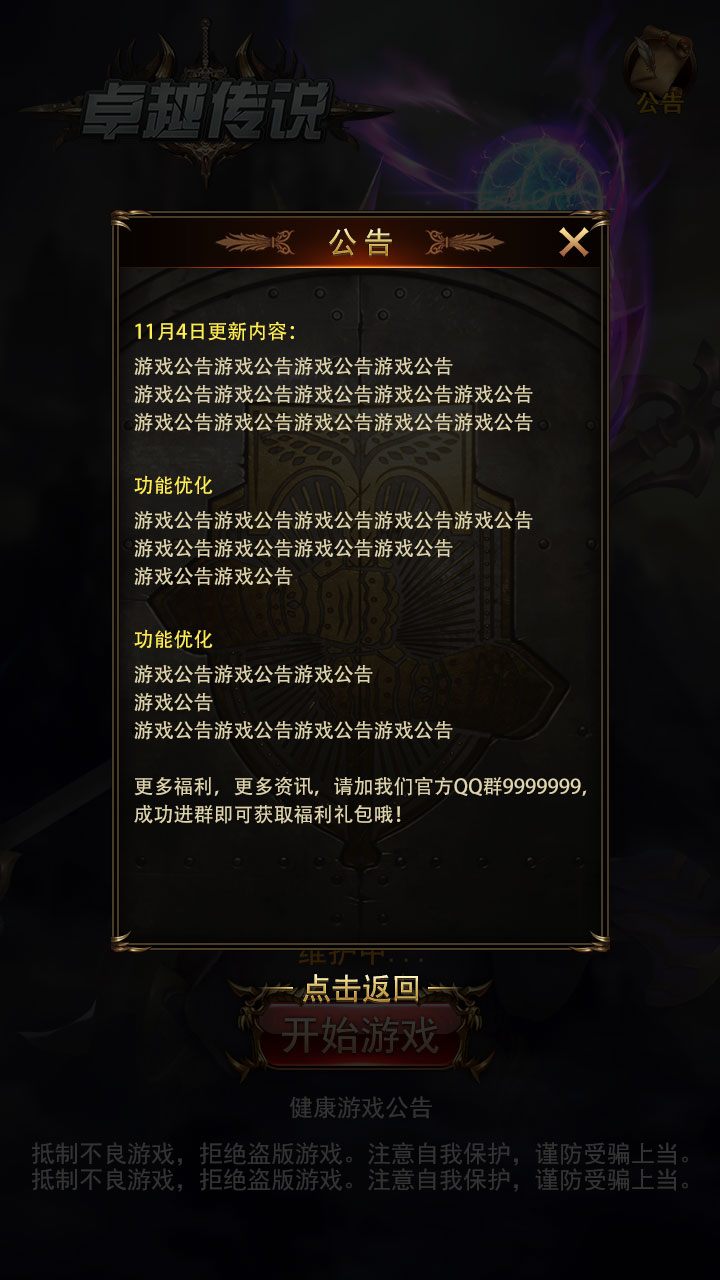 卓越传说
公告
公告
11月4日更新内容：
游戏公告游戏公告游戏公告游戏公告
游戏公告游戏公告游戏公告游戏公告游戏公告
游戏公告游戏公告游戏公告游戏公告游戏公告
功能优化
游戏公告游戏公告游戏公告游戏公告游戏公告
游戏公告游戏公告游戏公告游戏公告
游戏公告游戏公告
功能优化
游戏公告游戏公告游戏公告
游戏公告
游戏公告游戏公告游戏公告游戏公告
更多福利，更多资讯，请加我们官方QQ群9999999，
成功进群即可获取福利礼包哦！
维护中...
点击返回
开始游戏
健康游戏公告
抵制不良游戏，拒绝盗版游戏。注意自我保护，谨防受骗上当。
抵制不良游戏，拒绝盗版游戏。注意自我保护，谨防受骗上当。